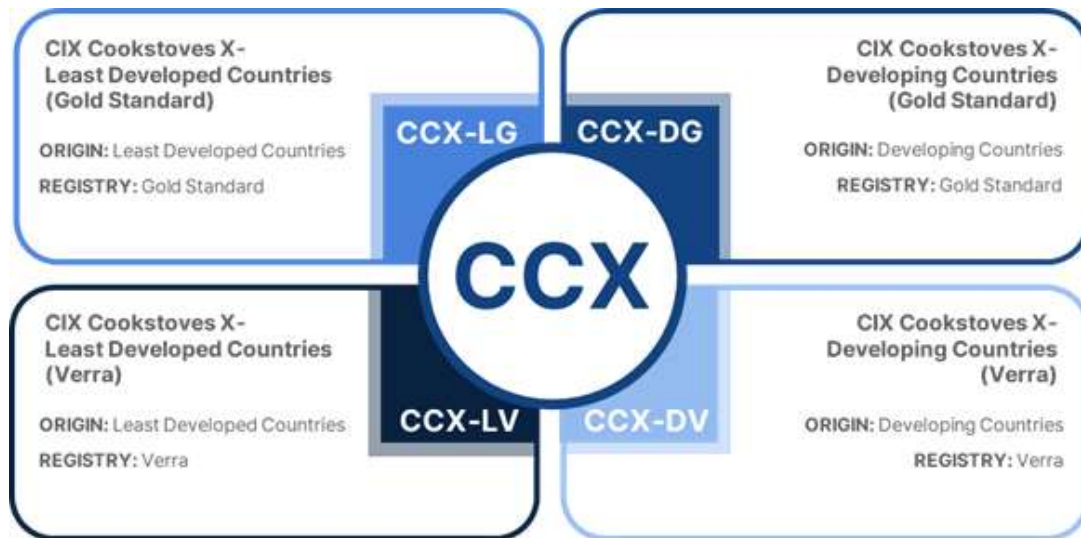 CIX Cookstoves X-
Least Developed Countries
(Gold Standard)
ORIGIN: Least Developed Countries
REGISTRY: Gold Standard
CCX-LG
CCX-DG
CIX Cookstoves X-
Developing Countries
(Gold Standard)
ORIGIN: Developing Countries
REGISTRY: Gold Standard
CCX
CIX Cookstoves X-
Least Developed Countries
(Verra)
ORIGIN: Least Developed Countries
REGISTRY: Verra
CCX-LV
CCX-DV
CIX Cookstoves X-
Developing Countries
(Verra)
ORIGIN: Developing Countries
REGISTRY: Verra